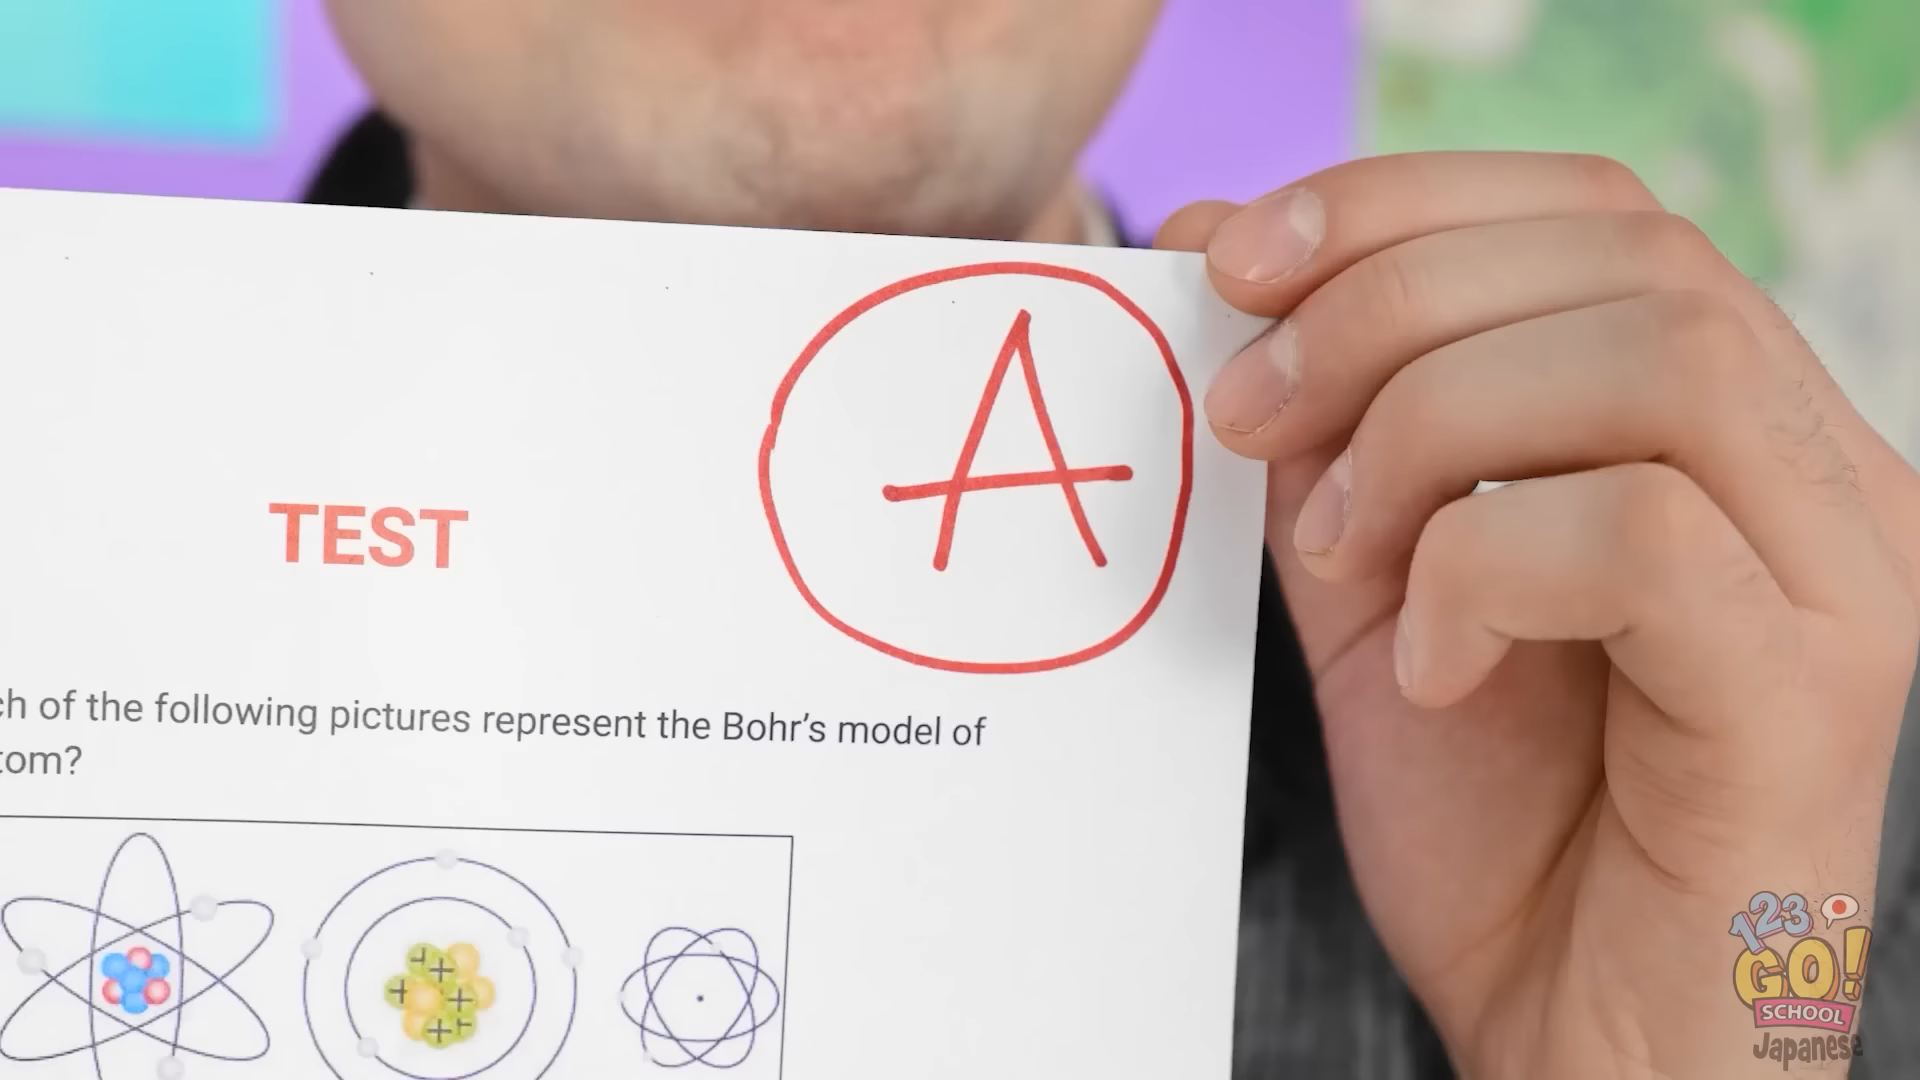 A
TEST
ch of the following pictures represent the Bohr's model of
tom?
123
GO!
SCHOOL
Japanese